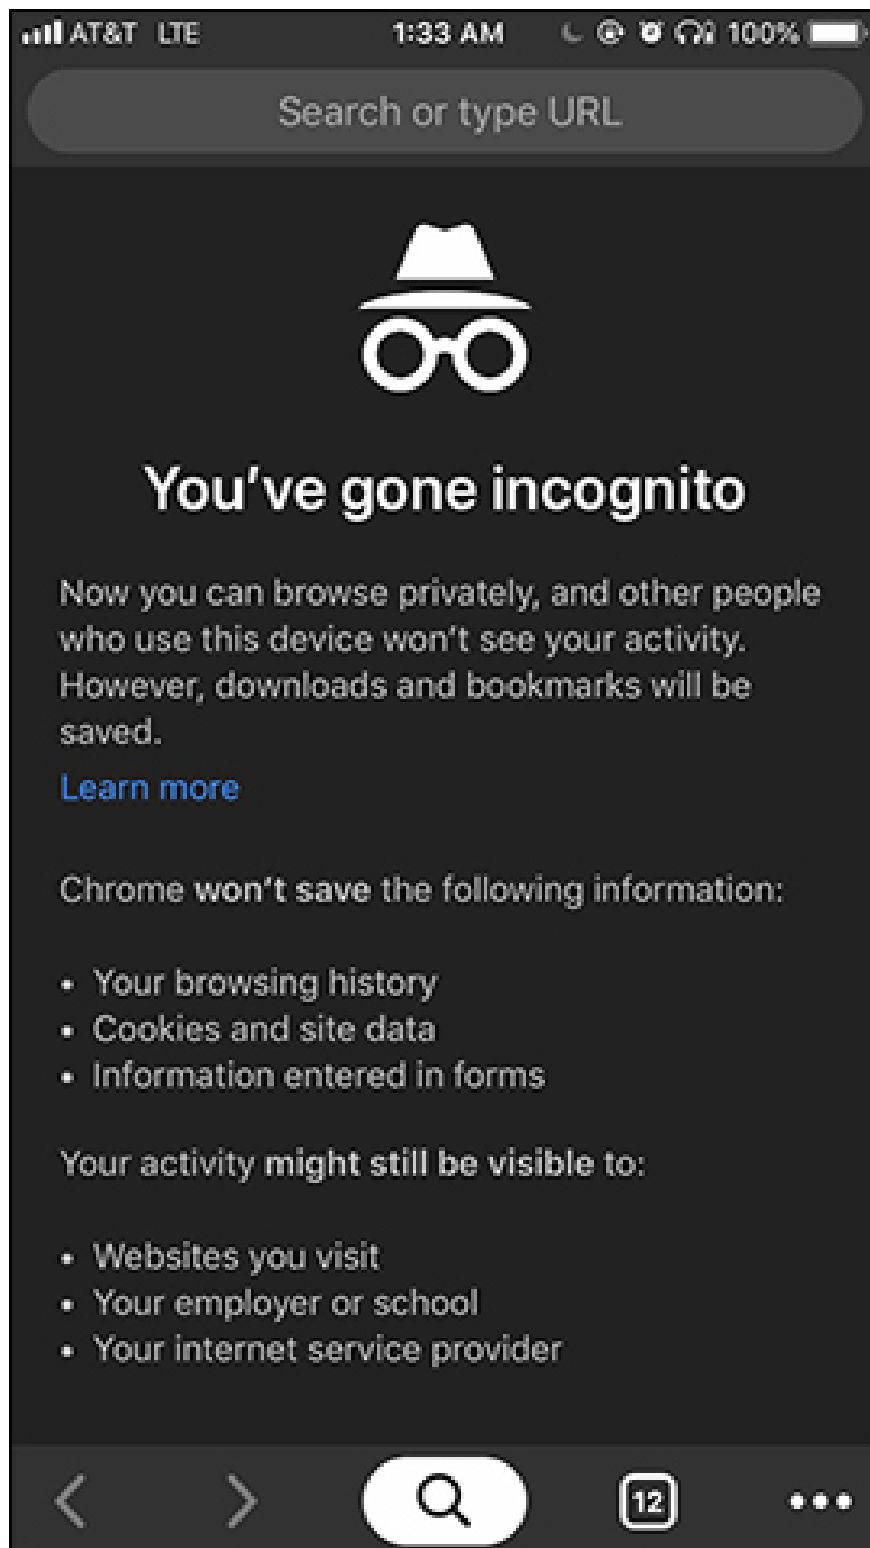 AT&T LTE 1:33 AM 100%
Search or type URL
You've gone incognito
Now you can browse privately, and other people
who use this device won't see your activity.
However, downloads and bookmarks will be
saved.
Learn more
Chrome won't save the following information:
• Your browsing history
• Cookies and site data
• Information entered in forms
Your activity might still be visible to:
• Websites you visit
• Your employer or school
• Your internet service provider
12